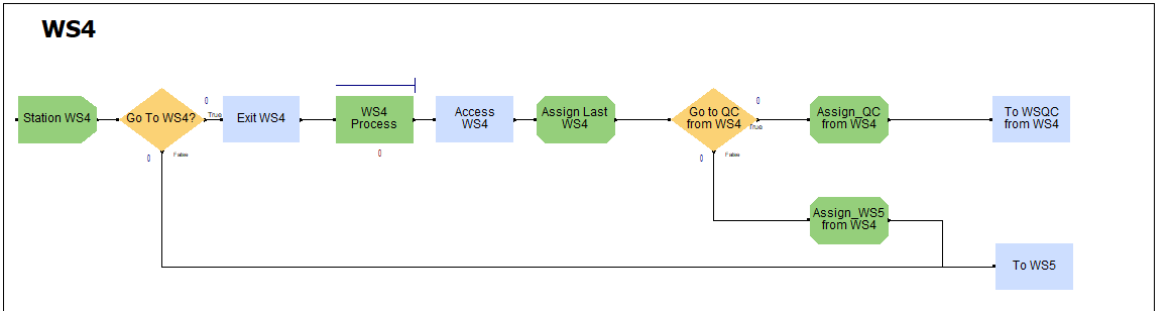 WS4
Station WS4
Go To WS4?
0
True
0
False
Exit WS4
WS4
Process
0
Access
WS4
Assign Last
WS4
Go to QC
from WS4
0
True
0
False
Assign_QC
from WS4
To WSQC
from WS4
Assign_WS5
from WS4
To WS5